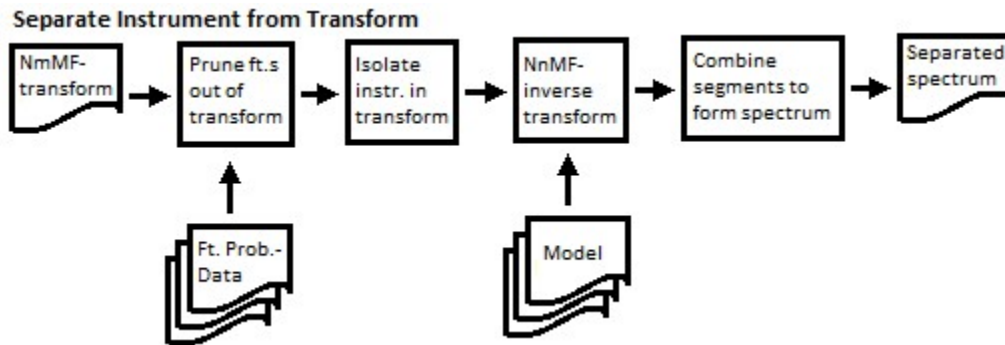 Separate Instrument from Transform
NmMF-
transform
Prune ft.s
out of
transform
Isolate
instr. in
transform
NnMF-
inverse
transform
Combine
segments to
form spectrum
Separated
spectrum
Ft. Prob.-
Data
Model